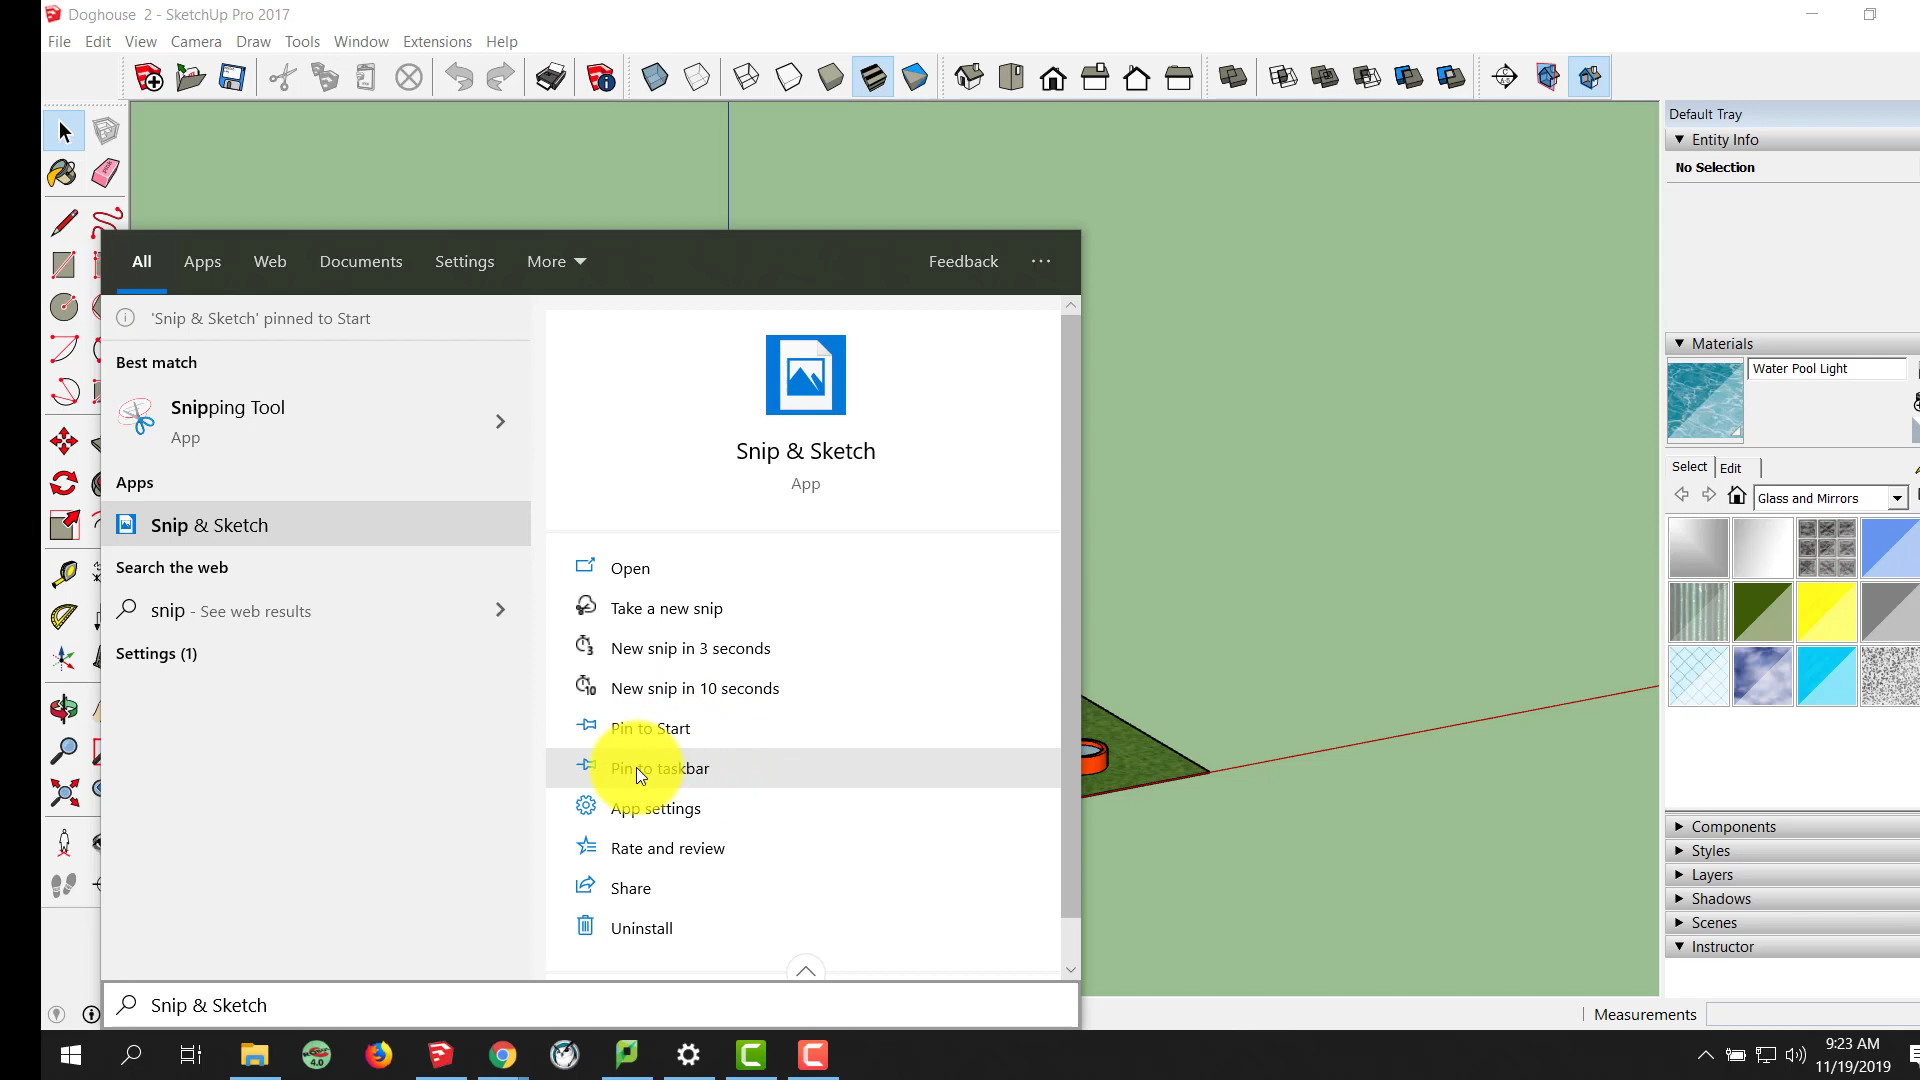 Doghouse 2 - SketchUp Pro 2017
File Edit View Camera Draw Tools Window Extensions Help
Default Tray
Entity Info
No Selection
All Apps Web Documents Settings More Feedback ...
'Snip & Sketch' pinned to Start
Best match
Snipping Tool
App
Apps
Snip & Sketch
Search the web
snip - See web results
Settings (1)
Snip & Sketch
App
Open
Take a new snip
New snip in 3 seconds
New snip in 10 seconds
Pin to Start
Pin to taskbar
App settings
Rate and review
Share
Uninstall
Materials
Water Pool Light
Select Edit
Glass and Mirrors
Components
Styles
Layers
Shadows
Scenes
Instructor
Snip & Sketch
Measurements
4.0
9:23 AM
11/19/2019